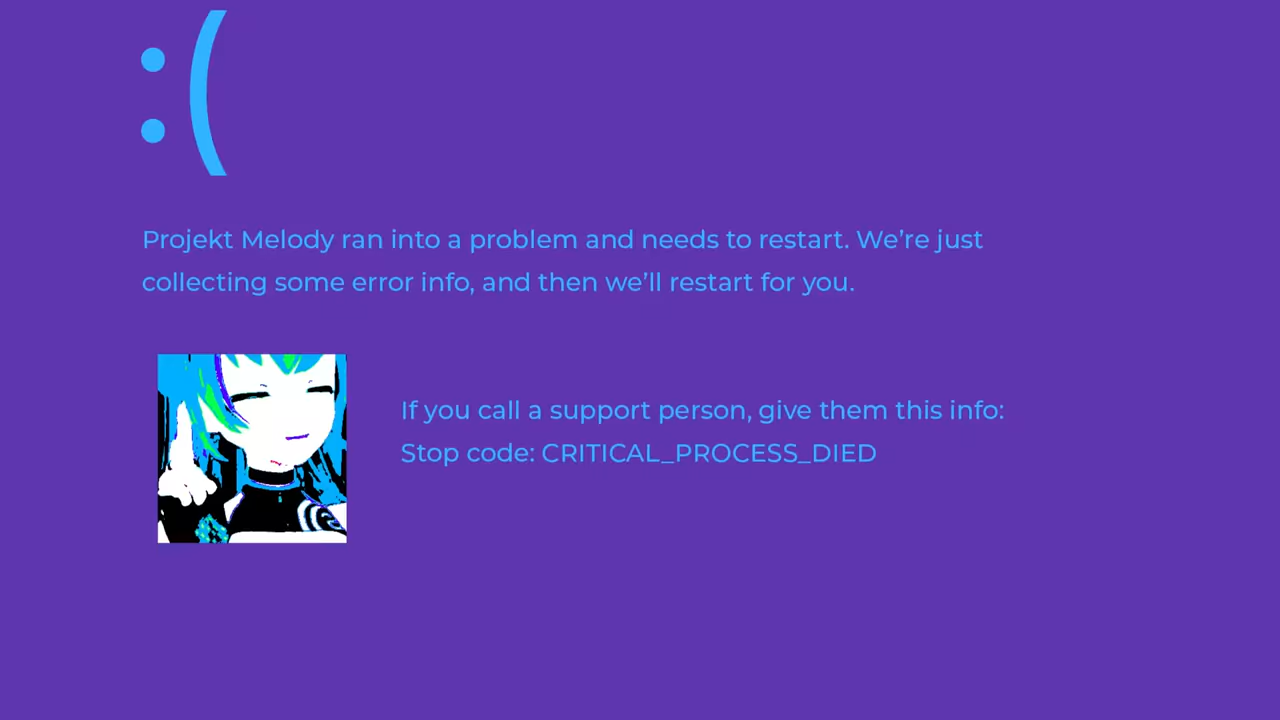 :(
Projekt Melody ran into a problem and needs to restart. We’re just
collecting some error info, and then we’ll restart for you.
If you call a support person, give them this info:
Stop code: CRITICAL_PROCESS_DIED